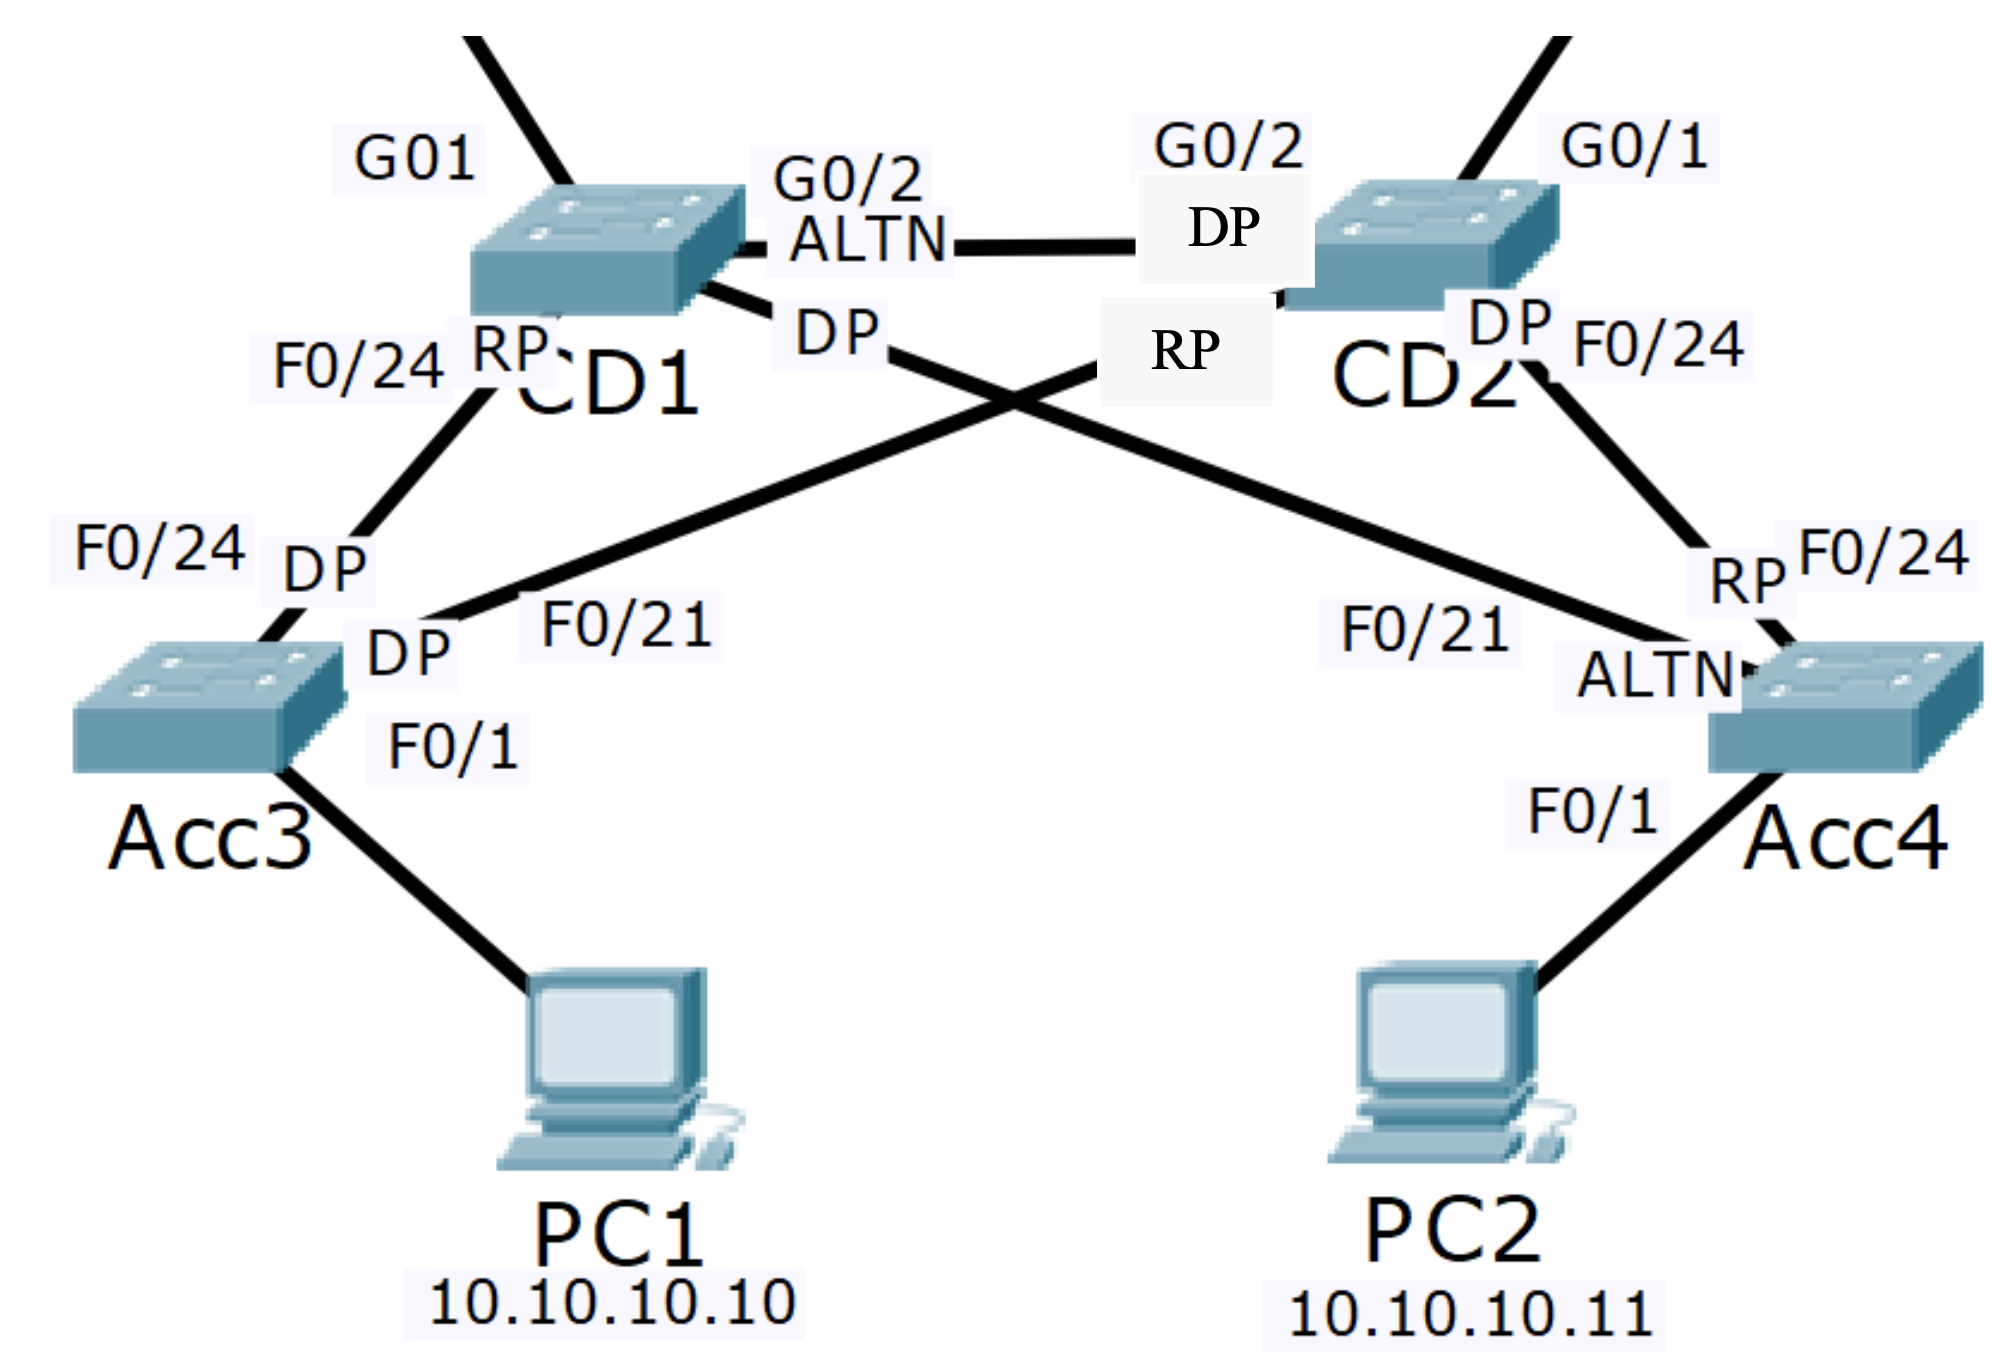 G01
G0/2
ALTN
G0/2
DP
G0/1
F0/24
RP
CD1
DP
RP
CD2
DP
F0/24
F0/24
DP
DP
F0/21
F0/1
Acc3
F0/21
RP
F0/24
ALTN
F0/1
Acc4
PC1
10.10.10.10
PC2
10.10.10.11